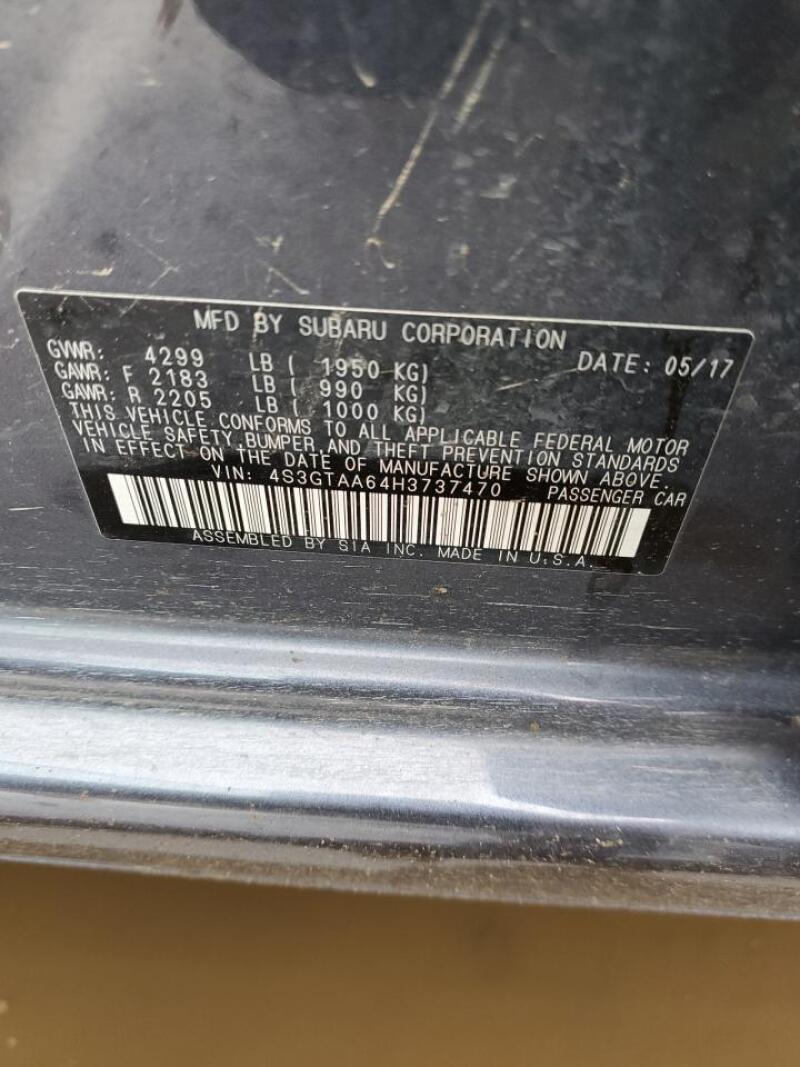 MFD BY SUBARU CORPORATION
GVWR: 4299 LB ( 1950 KG) DATE: 05/17
GAWR: F 2183 LB ( 990 KG)
GAWR: R 2205 LB ( 1000 KG)
THIS VEHICLE CONFORMS TO ALL APPLICABLE FEDERAL MOTOR
VEHICLE SAFETY, BUMPER AND THEFT PREVENTION STANDARDS
IN EFFECT ON THE DATE OF MANUFACTURE SHOWN ABOVE.
VIN: 4S3GTAA64H3737470 PASSENGER CAR
ASSEMBLED BY SIA INC. MADE IN U.S.A.